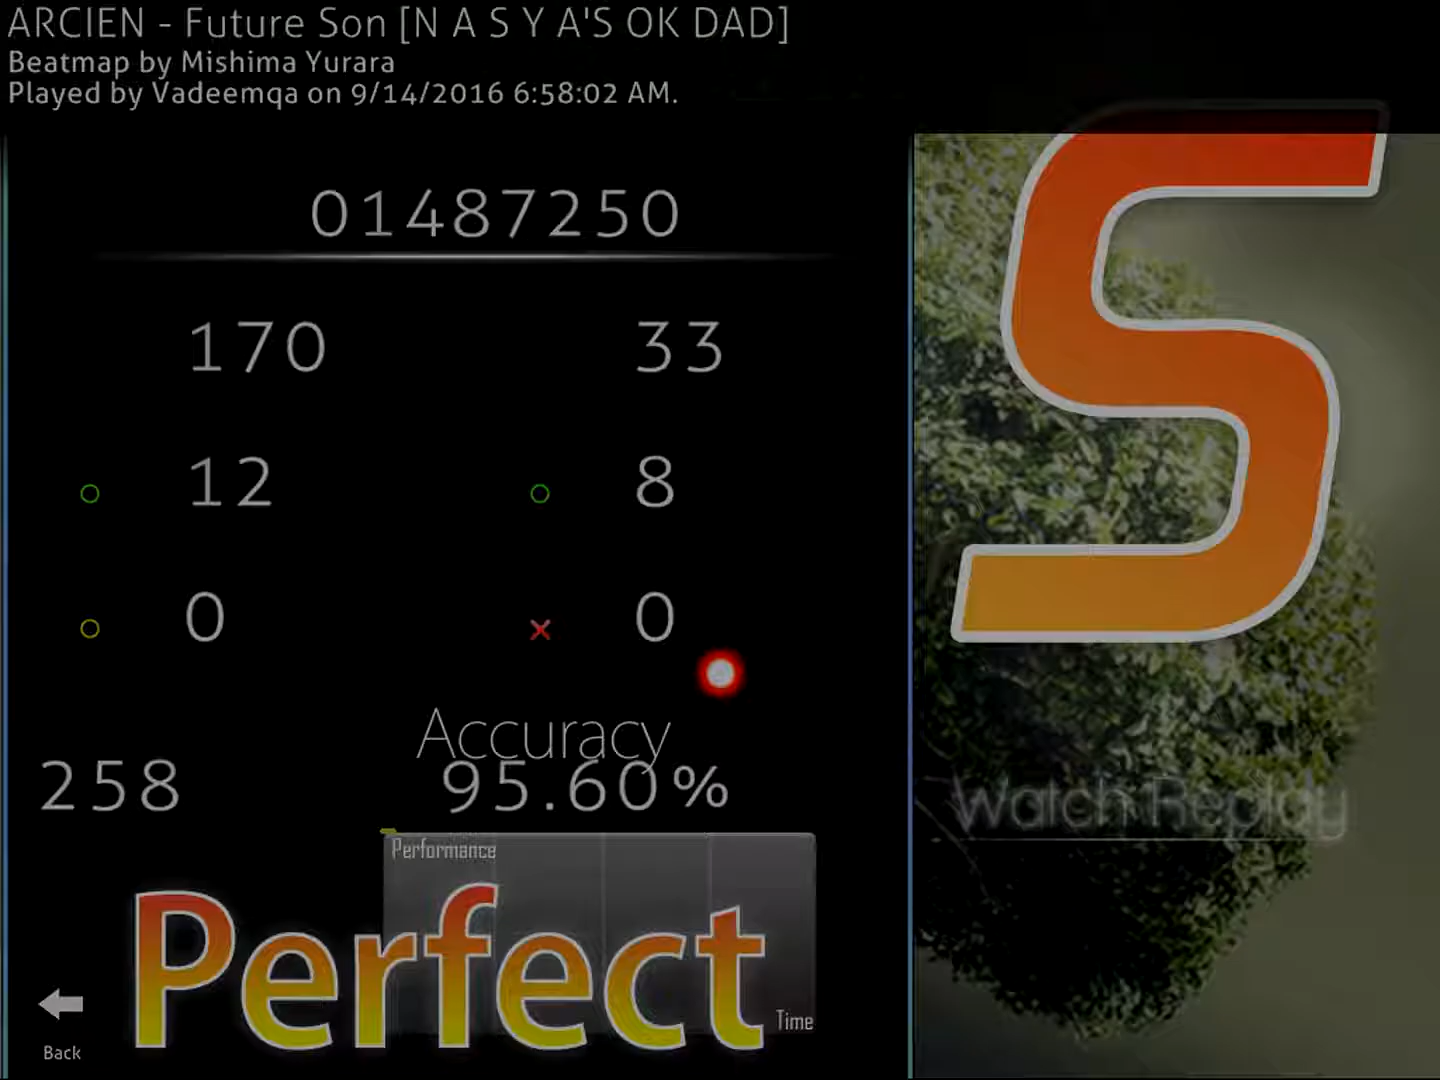 ARCIEN - Future Son [N A S Y A'S OK DAD]
Beatmap by Mishima Yurara
Played by Vadeemqa on 9/14/2016 6:58:02 AM.
01487250
170 33
12 8
0 0
Accuracy
258 95.60%
S
Watch Replay
Performance
Perfect
Time
Back